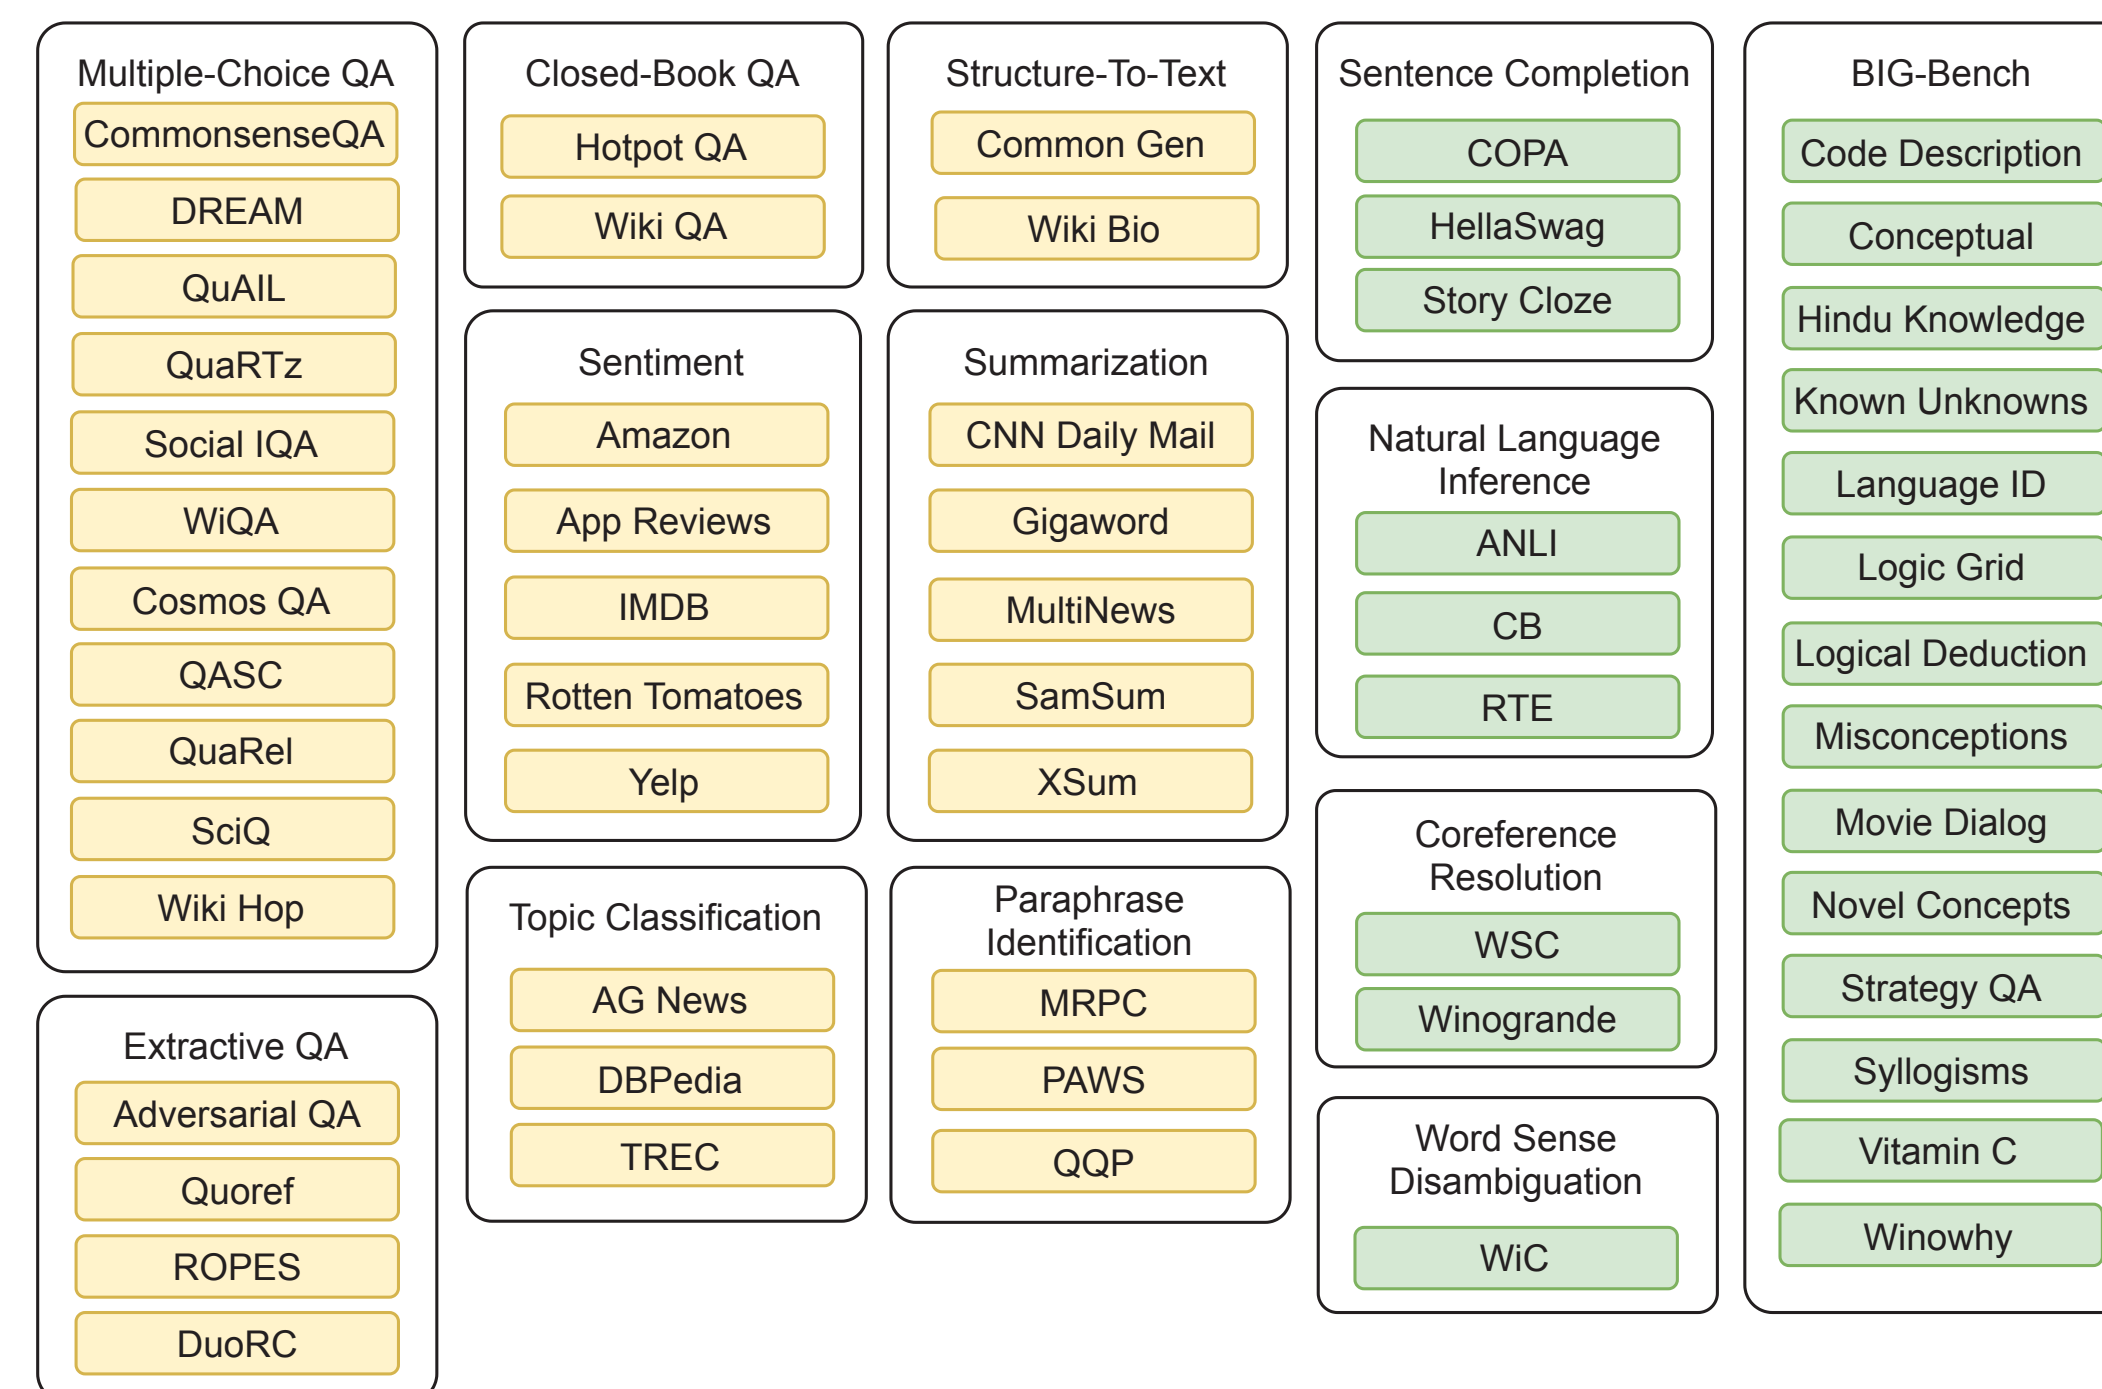 Multiple-Choice QA
CommonsenseQA
DREAM
QuAIL
QuaRTz
Social IQA
WiQA
Cosmos QA
QASC
QuaRel
SciQ
Wiki Hop
Extractive QA
Adversarial QA
Quoref
ROPES
DuoRC
Closed-Book QA
Hotpot QA
Wiki QA
Sentiment
Amazon
App Reviews
IMDB
Rotten Tomatoes
Yelp
Topic Classification
AG News
DBPedia
TREC
Structure-To-Text
Common Gen
Wiki Bio
Summarization
CNN Daily Mail
Gigaword
MultiNews
SamSum
XSum
Paraphrase
Identification
MRPC
PAWS
QQP
Sentence Completion
COPA
HellaSwag
Story Cloze
Natural Language
Inference
ANLI
CB
RTE
Coreference
Resolution
WSC
Winogrande
Word Sense
Disambiguation
WiC
BIG-Bench
Code Description
Conceptual
Hindu Knowledge
Known Unknowns
Language ID
Logic Grid
Logical Deduction
Misconceptions
Movie Dialog
Novel Concepts
Strategy QA
Syllogisms
Vitamin C
Winowhy